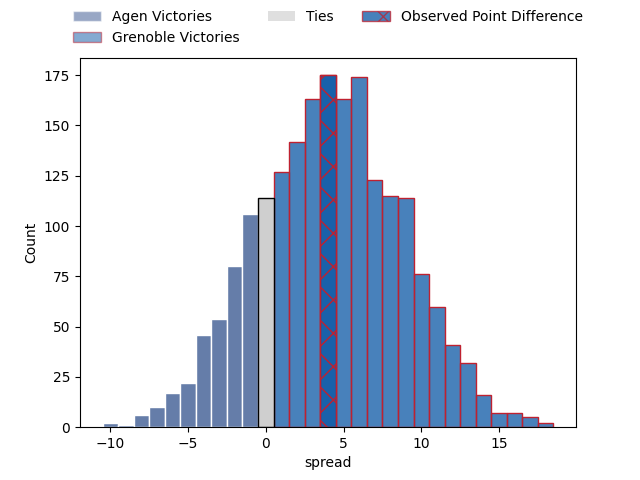 Agen Victories
Grenoble Victories
Ties
Observed Point Difference
175
150
125
100
75
50
25
0
Count
−10
−5
0
5
10
15
spread